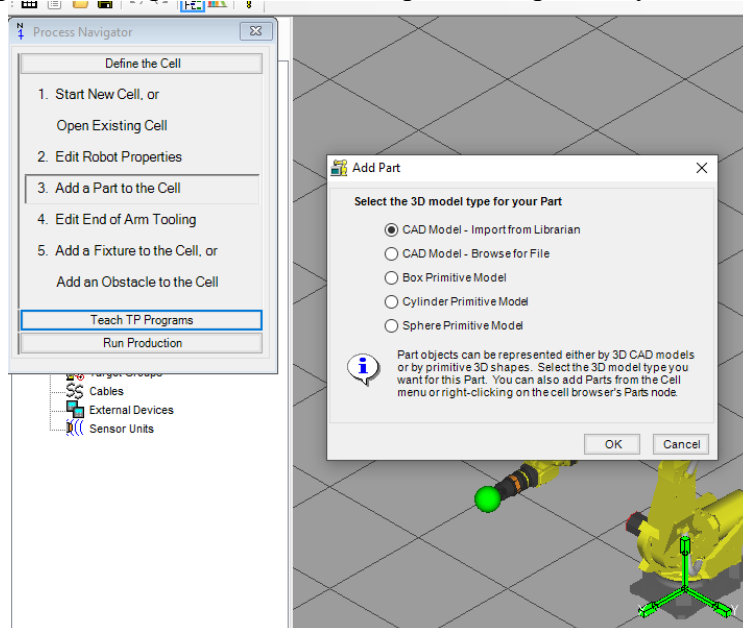 Process Navigator
Define the Cell
1. Start New Cell, or
Open Existing Cell
2. Edit Robot Properties
3. Add a Part to the Cell
4. Edit End of Arm Tooling
5. Add a Fixture to the Cell, or
Add an Obstacle to the Cell
Teach TP Programs
Run Production
Target Groups
Cables
External Devices
Sensor Units
Add Part
Select the 3D model type for your Part
CAD Model - Import from Librarian
CAD Model - Browse for File
Box Primitive Model
Cylinder Primitive Model
Sphere Primitive Model
Part objects can be represented either by 3D CAD models
or by primitive 3D shapes. Select the 3D model type you
want for this Part. You can also add Parts from the Cell
menu or right-clicking on the cell browser's Parts node.
OK Cancel
X Y